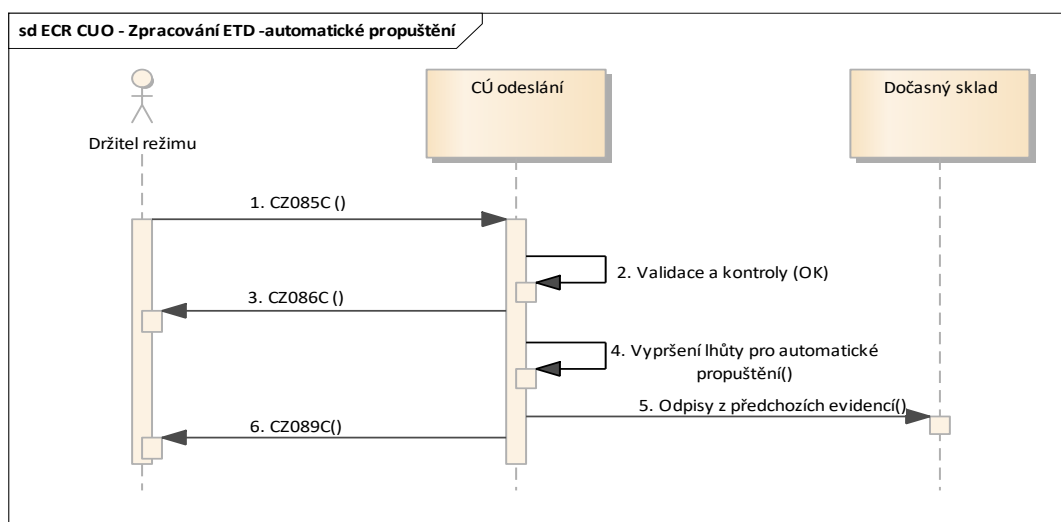 sd ECR CUO - Zpracování ETD -automatické propuštění
Držitel režimu
CÚ odeslání
Dočasný sklad
1. CZ085C ()
2. Validace a kontroly (OK)
3. CZ086C ()
4. Vypršení lhůty pro automatické
propuštění()
5. Odpisy z předchozích evidencí()
6. CZ089C()